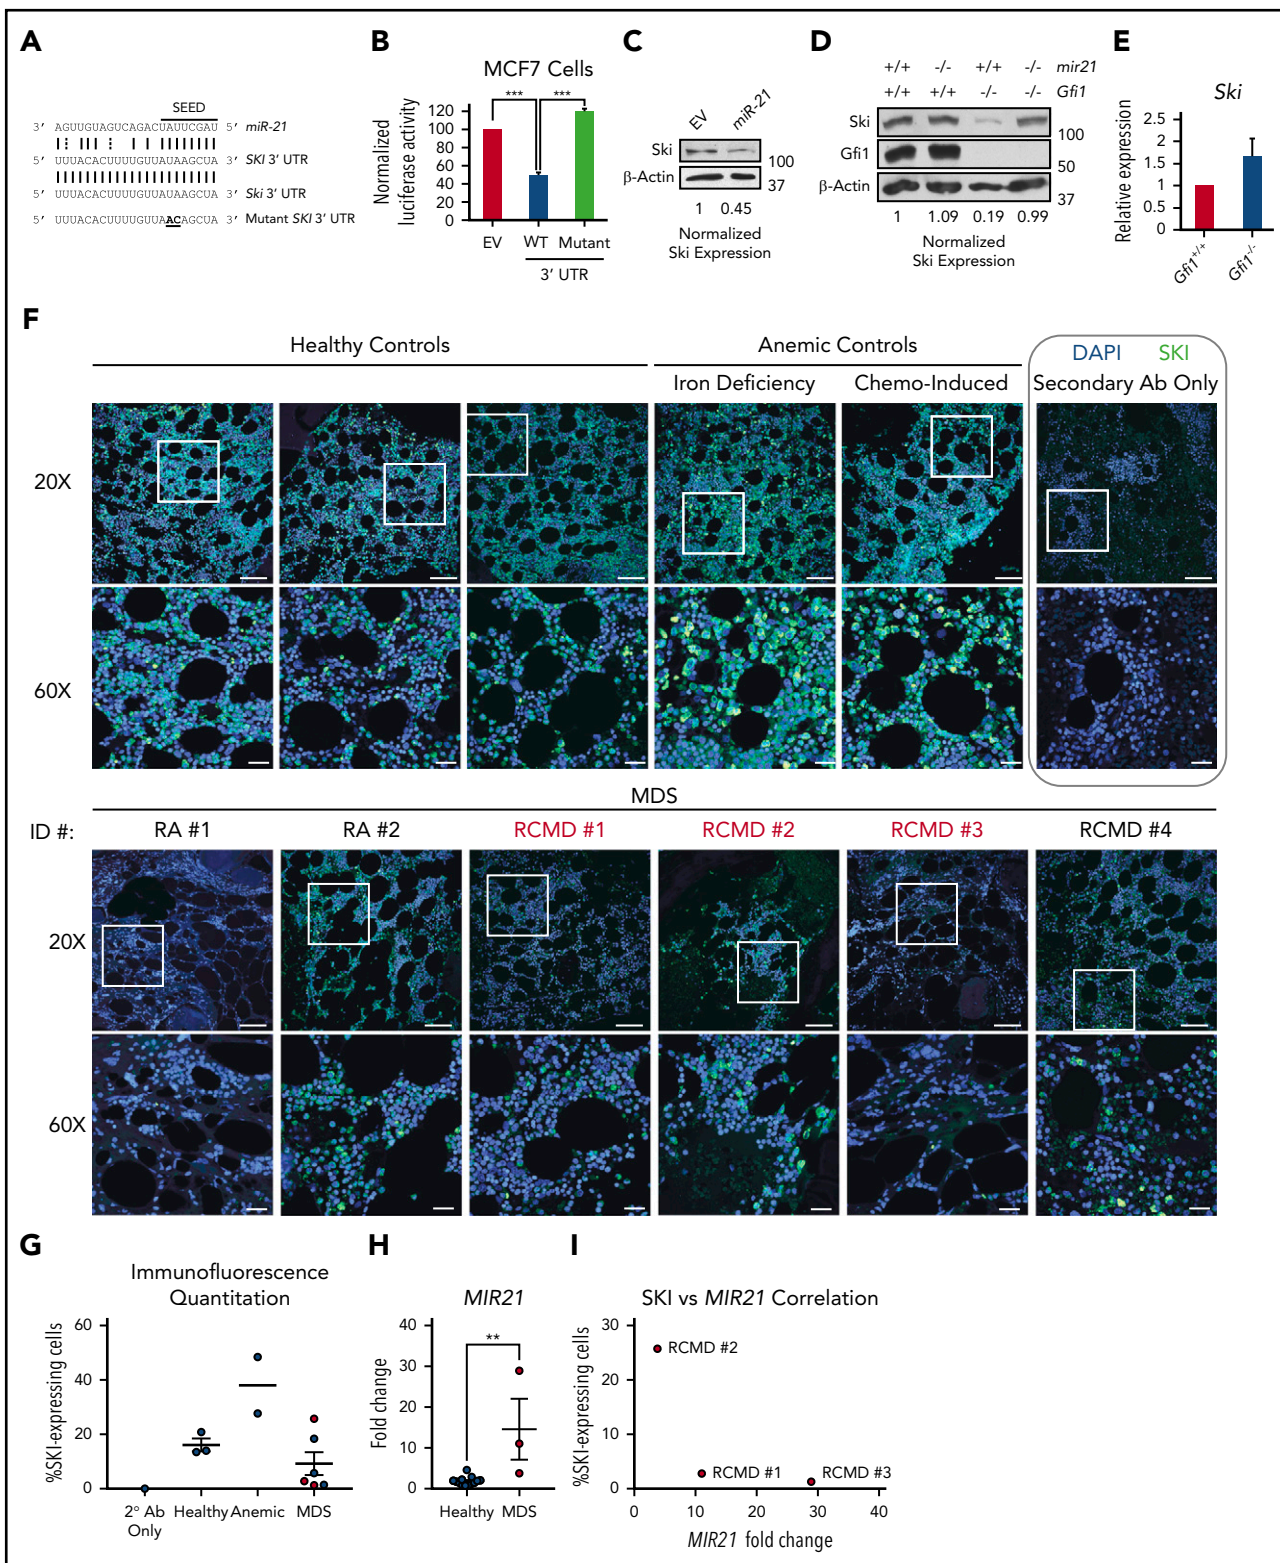 A
SEED
3’ AGUUGUAGUCAGACUAUUCGAU 5’ miR-21
5’ UUUACACUUUUGUUAUAAGCUA 3’ SKI 3’ UTR
5’ UUUACACUUUUGUUAUAAGCUA 3’ Ski 3’ UTR
5’ UUUACACUUUUGUUAACAGCUA 3’ Mutant SKI 3’ UTR
B
MCF7 Cells
Normalized
luciferase activity
*** ***
120
100
80
60
40
20
0
EV WT Mutant
3’ UTR
C
EV miR-21
Ski
100
β-Actin
37
1 0.45
Normalized
Ski Expression
D
+/+ -/- +/+ -/- mir21
+/+ +/+ -/- -/- Gfi1
Ski
100
Gfi1
50
β-Actin
37
1 1.09 0.19 0.99
Normalized
Ski Expression
E
Ski
Relative expression
2.5
2
1.5
1
0.5
0
Gfi1+/+ Gfi1-/-
F
Healthy Controls
Anemic Controls
DAPI SKI
Iron Deficiency Chemo-Induced Secondary Ab Only
20X
60X
MDS
ID #: RA #1 RA #2 RCMD #1 RCMD #2 RCMD #3 RCMD #4
20X
60X
G
Immunofluorescence
Quantitation
%SKI-expressing cells
60
40
20
0
2° Ab Healthy Anemic MDS
Only
H
MIR21
Fold change
**
40
30
20
10
0
Healthy MDS
I
SKI vs MIR21 Correlation
%SKI-expressing cells
30
20
10
0
RCMD #2
RCMD #1 RCMD #3
0 10 20 30 40
MIR21 fold change